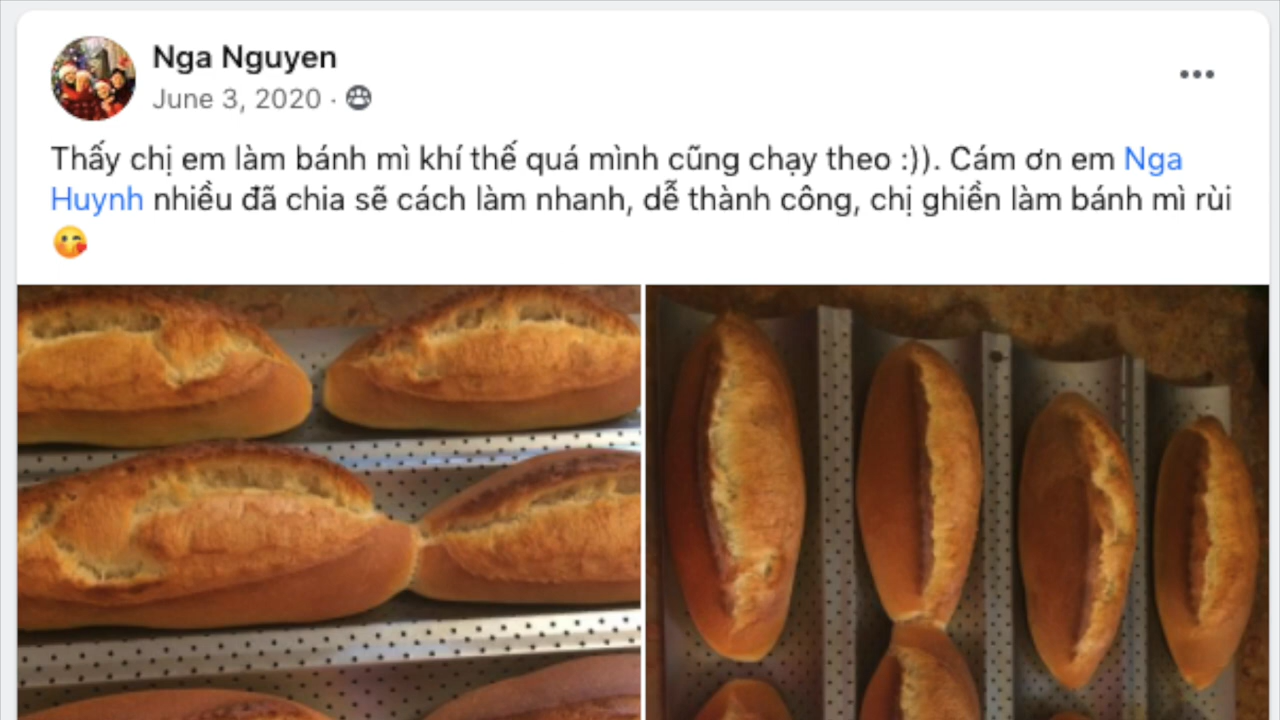 Nga Nguyen
June 3, 2020 ·
Thấy chị em làm bánh mì khí thế quá mình cũng chạy theo :)). Cám ơn em Nga
Huynh nhiều đã chia sẽ cách làm nhanh, dễ thành công, chị ghiền làm bánh mì rùi
😘